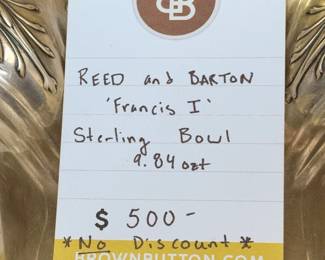 B
REED and BARTON
'Francis I'
Sterling Bowl
9.84 ozt
$ 500-
*No Discount*
BROWNBUTTON.COM